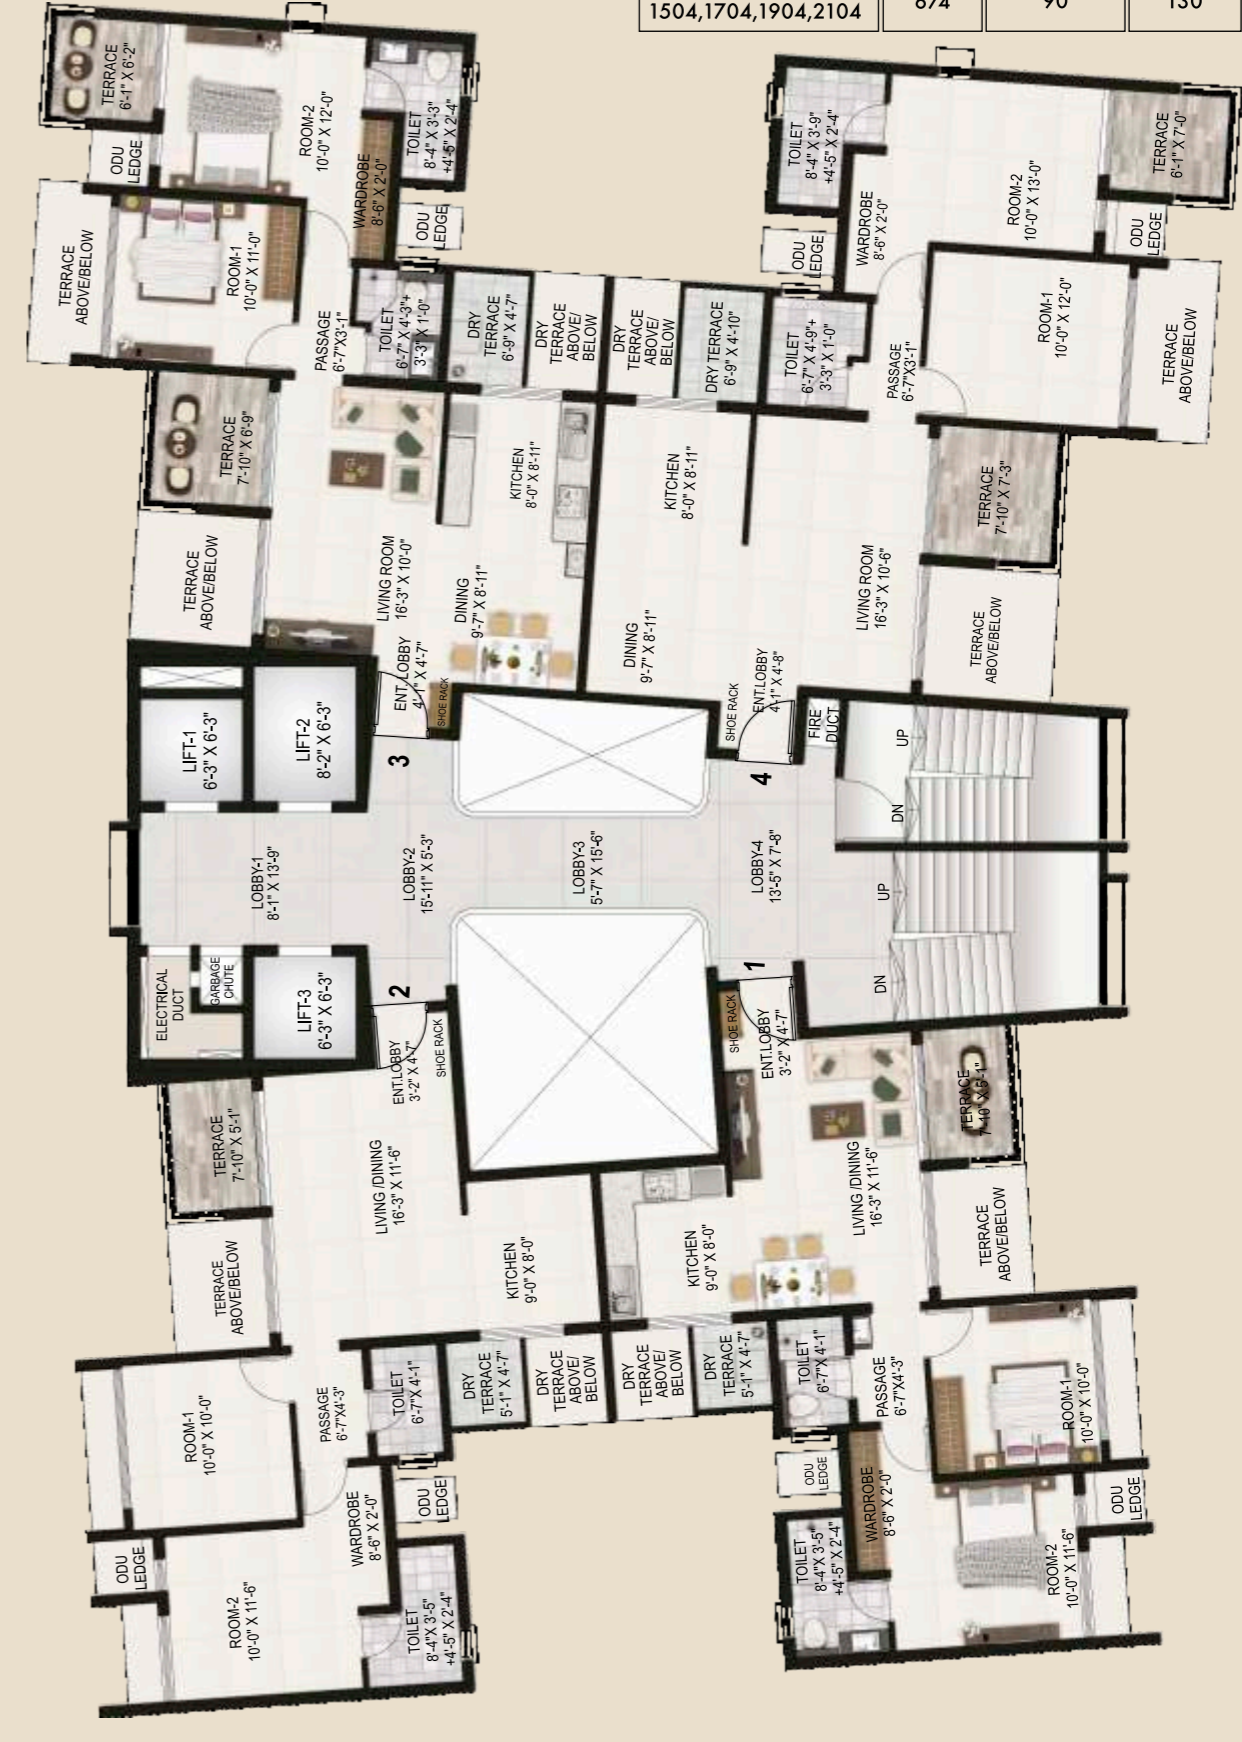 1504,1704,1904,2104
874
90
130
TERRACE
6'-1" X 6'-2"
ROOM-2
10'-0" X 12'-0"
TOILET
8'-4" X 3'-3"
+4'-5" X 2'-4"
ODU
LEDGE
WARDROBE
8'-6" X 2'-0"
ODU
LEDGE
TERRACE
ABOVE/BELOW
ROOM-1
10'-0" X 11'-0"
PASSAGE
6'-7"X3'-1"
TOILET
6'-7" X 4'-3"+
3'-3" X 1'-0"
DRY
TERRACE
6'-9" X 4'-7"
DRY
TERRACE
ABOVE/
BELOW
TERRACE
7'-10" X 6'-9"
TERRACE
ABOVE/BELOW
LIVING ROOM
16'-3" X 10'-0"
KITCHEN
8'-0" X 8'-11"
DINING
9'-7" X 8'-11"
ENT.LOBBY
4'-1" X 4'-7"
SHOE RACK
3
TOILET
8'-4" X 3'-9"
+4'-5" X 2'-4"
ROOM-2
10'-0" X 13'-0"
TERRACE
6'-1" X 7'-0"
WARDROBE
8'-6" X 2'-0"
ODU
LEDGE
ODU
LEDGE
ROOM-1
10'-0" X 12'-0"
TERRACE
ABOVE/BELOW
PASSAGE
6'-7"X3'-1"
TOILET
6'-7" X 4'-9"+
3'-3" X 1'-0"
DRY TERRACE
6'-9" X 4'-10"
DRY
TERRACE
ABOVE/
BELOW
KITCHEN
8'-0" X 8'-11"
TERRACE
7'-10" X 7'-3"
LIVING ROOM
16'-3" X 10'-6"
DINING
9'-7" X 8'-11"
TERRACE
ABOVE/BELOW
ENT.LOBBY
4'-1" X 4'-8"
SHOE RACK
4
FIRE
DUCT
UP
DN
UP
DN
LIFT-1
6'-3" X 6'-3"
LIFT-2
8'-2" X 6'-3"
LOBBY-1
8'-1" X 13'-9"
LOBBY-2
15'-11" X 5'-3"
LOBBY-3
5'-7" X 15'-6"
LOBBY-4
13'-5" X 7'-8"
ELECTRICAL
DUCT
GARBAGE
CHUTE
LIFT-3
6'-3" X 6'-3"
2
ENT.LOBBY
3'-2" X 4'-7"
SHOE RACK
TERRACE
7'-10" X 5'-1"
LIVING /DINING
16'-3" X 11'-6"
TERRACE
ABOVE/BELOW
KITCHEN
9'-0" X 8'-0"
ROOM-1
10'-0" X 10'-0"
PASSAGE
6'-7"X4'-3"
TOILET
6'-7"X 4'-1"
DRY
TERRACE
5'-1" X 4'-7"
DRY
TERRACE
ABOVE/
BELOW
ODU
LEDGE
WARDROBE
8'-6" X 2'-0"
ODU
LEDGE
ROOM-2
10'-0" X 11'-6"
TOILET
8'-4"X 3'-5"
+4'-5" X 2'-4"
1
SHOE RACK
ENT.LOBBY
3'-2" X 4'-7"
TERRACE
7'-10" X 5'-1"
LIVING /DINING
16'-3" X 11'-6"
TERRACE
ABOVE/BELOW
KITCHEN
9'-0" X 8'-0"
DRY
TERRACE
ABOVE/
BELOW
DRY
TERRACE
5'-1" X 4'-7"
TOILET
6'-7"X 4'-1"
PASSAGE
6'-7"X4'-3"
ROOM-1
10'-0" X 10'-0"
ODU
LEDGE
WARDROBE
8'-6" X 2'-0"
ODU
LEDGE
TOILET
8'-4"X 3'-5"
+4'-5" X 2'-4"
ROOM-2
10'-0" X 11'-6"